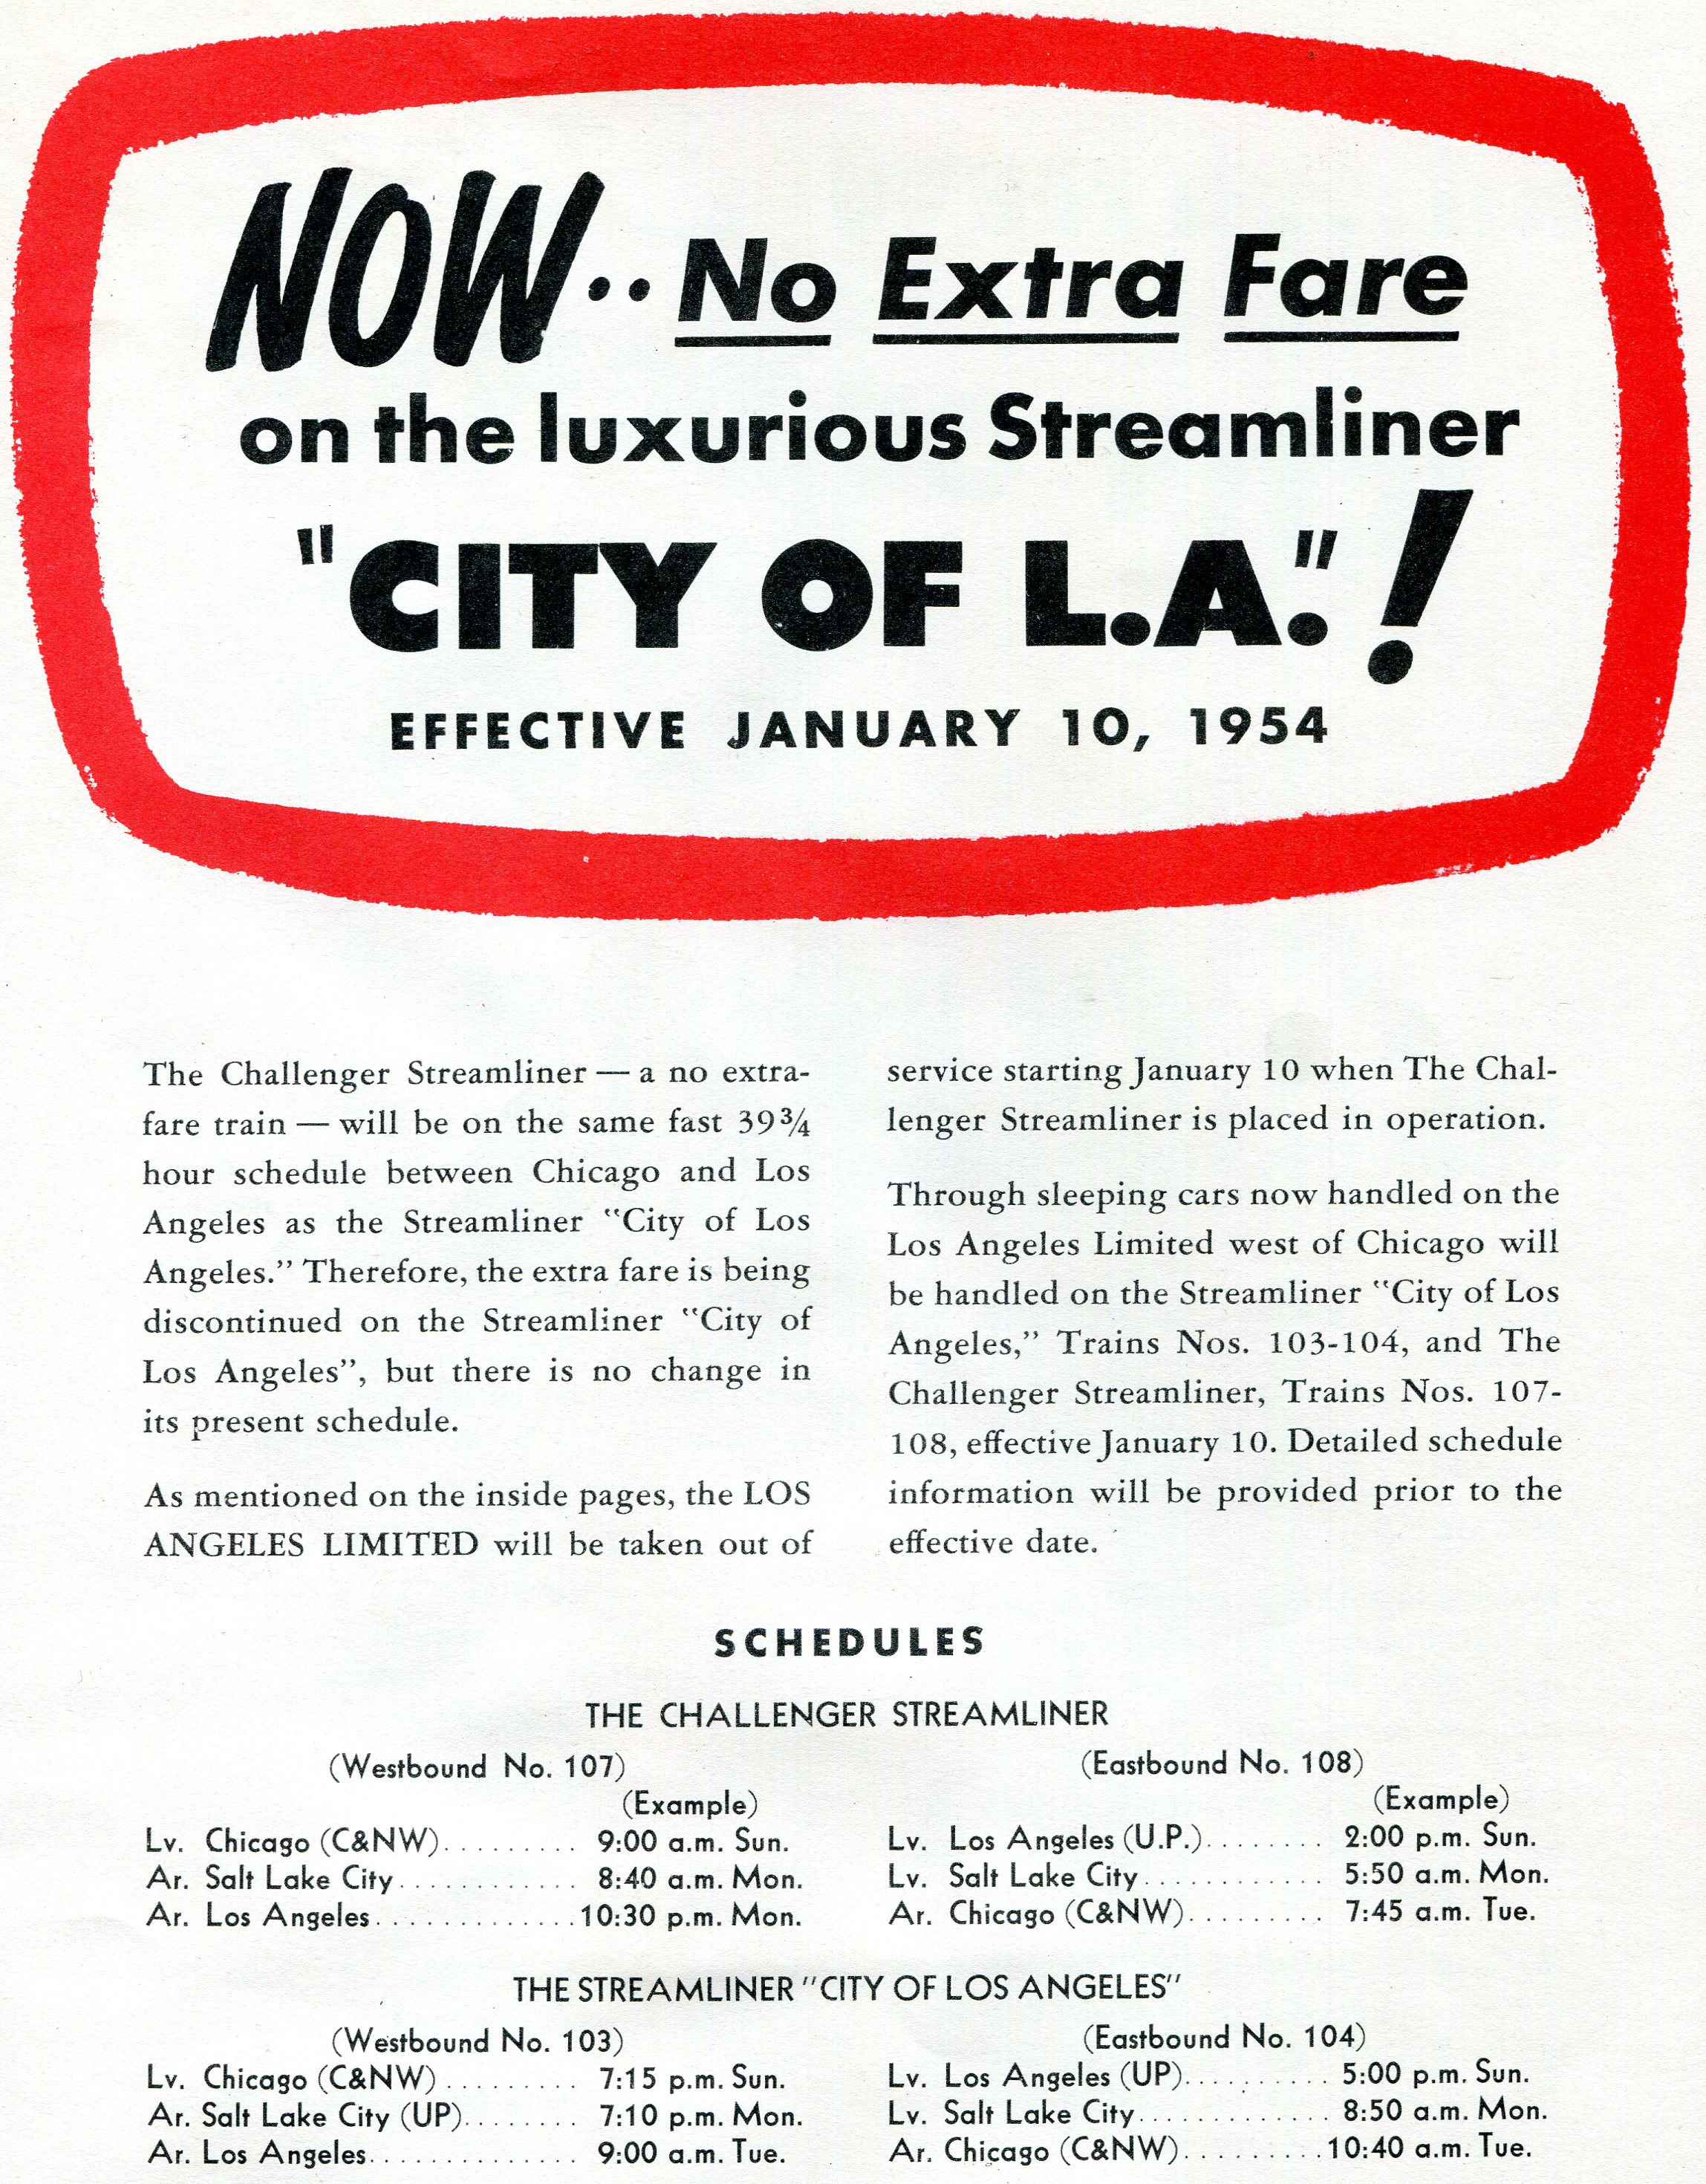 NOW.. No Extra Fare
on the luxurious Streamliner
"CITY OF L.A."!
EFFECTIVE JANUARY 10, 1954
The Challenger Streamliner — a no extra-
fare train — will be on the same fast 39¾
hour schedule between Chicago and Los
Angeles as the Streamliner "City of Los
Angeles." Therefore, the extra fare is being
discontinued on the Streamliner "City of
Los Angeles", but there is no change in
its present schedule.
As mentioned on the inside pages, the LOS
ANGELES LIMITED will be taken out of
service starting January 10 when The Chal-
lenger Streamliner is placed in operation.
Through sleeping cars now handled on the
Los Angeles Limited west of Chicago will
be handled on the Streamliner "City of Los
Angeles," Trains Nos. 103-104, and The
Challenger Streamliner, Trains Nos. 107-
108, effective January 10. Detailed schedule
information will be provided prior to the
effective date.
SCHEDULES
THE CHALLENGER STREAMLINER
(Westbound No. 107)
(Example)
Lv. Chicago (C&NW)......... 9:00 a.m. Sun.
Ar. Salt Lake City............ 8:40 a.m. Mon.
Ar. Los Angeles.............10:30 p.m. Mon.
(Eastbound No. 108)
(Example)
Lv. Los Angeles (U.P.)........ 2:00 p.m. Sun.
Lv. Salt Lake City............ 5:50 a.m. Mon.
Ar. Chicago (C&NW)......... 7:45 a.m. Tue.
THE STREAMLINER "CITY OF LOS ANGELES"
(Westbound No. 103)
Lv. Chicago (C&NW)......... 7:15 p.m. Sun.
Ar. Salt Lake City (UP)........ 7:10 p.m. Mon.
Ar. Los Angeles.............. 9:00 a.m. Tue.
(Eastbound No. 104)
Lv. Los Angeles (UP).......... 5:00 p.m. Sun.
Lv. Salt Lake City............. 8:50 a.m. Mon.
Ar. Chicago (C&NW).........10:40 a.m. Tue.